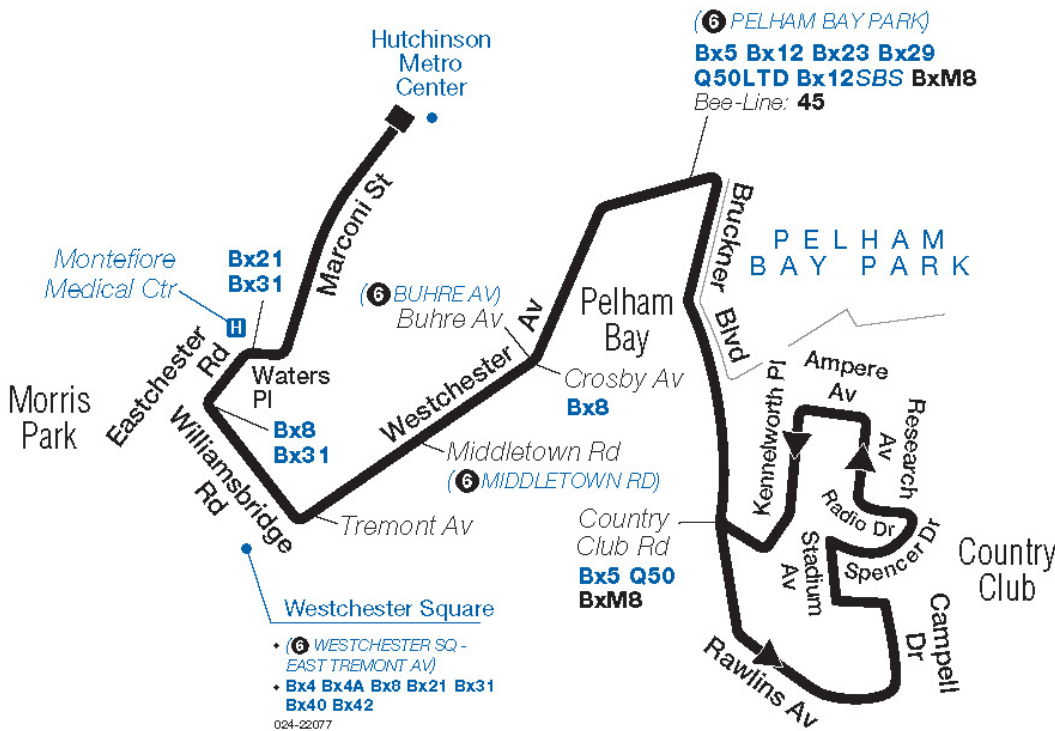 (6 PELHAM BAY PARK)
Bx5 Bx12 Bx23 Bx29
Q50LTD Bx12SBS BxM8
Bee-Line: 45
Hutchinson
Metro
Center
Marconi St
Bruckner
Blvd
PELHAM
BAY PARK
Montefiore
Medical Ctr
H
Bx21
Bx31
(6 BUHRE AV)
Buhre Av
Pelham
Bay
Eastchester
Rd
Waters
Pl
Westchester
Av
Crosby Av
Bx8
Morris
Park
Williamsbridge
Rd
Bx8
Bx31
Middletown Rd
(6 MIDDLETOWN RD)
Tremont Av
Kennelworth Pl
Ampere
Av
Research
Av
Radio Dr
Spencer Dr
Stadium
Av
Country
Club
Country
Club Rd
Bx5 Q50
BxM8
Campell
Dr
Rawlins Av
Westchester Square
• (6 WESTCHESTER SQ -
EAST TREMONT AV)
• Bx4 Bx4A Bx8 Bx21 Bx31
Bx40 Bx42
024-22077